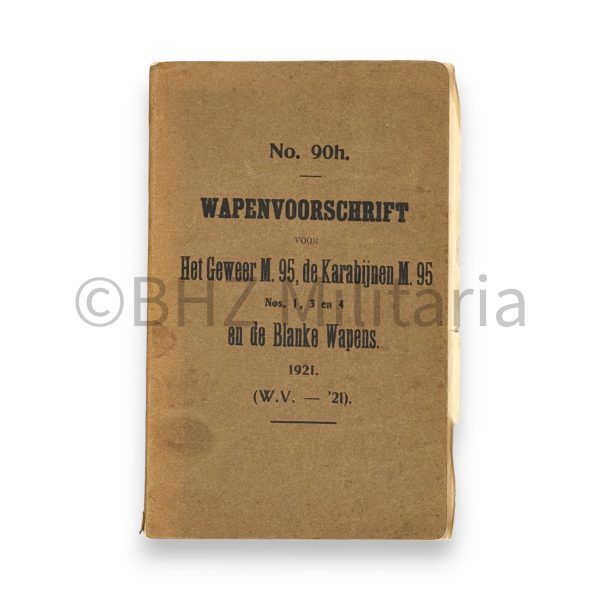 No. 90h.
WAPENVOORSCHRIFT
VOOR
Het Geweer M. 95, de Karabijnen M. 95
Nos. 1, 3 en 4
©BHZ Militaria
en de Blanke Wapens.
1921.
(W.V. — '21).